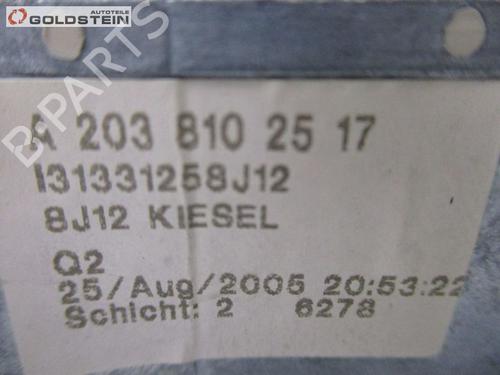 AUTOTEILE
GOLDSTEIN
B-PARTS
A 203 810 25 17
I31331258J12
8J12 KIESEL
Q2
25/Aug/2005 20:53:22
Schicht: 2 6278